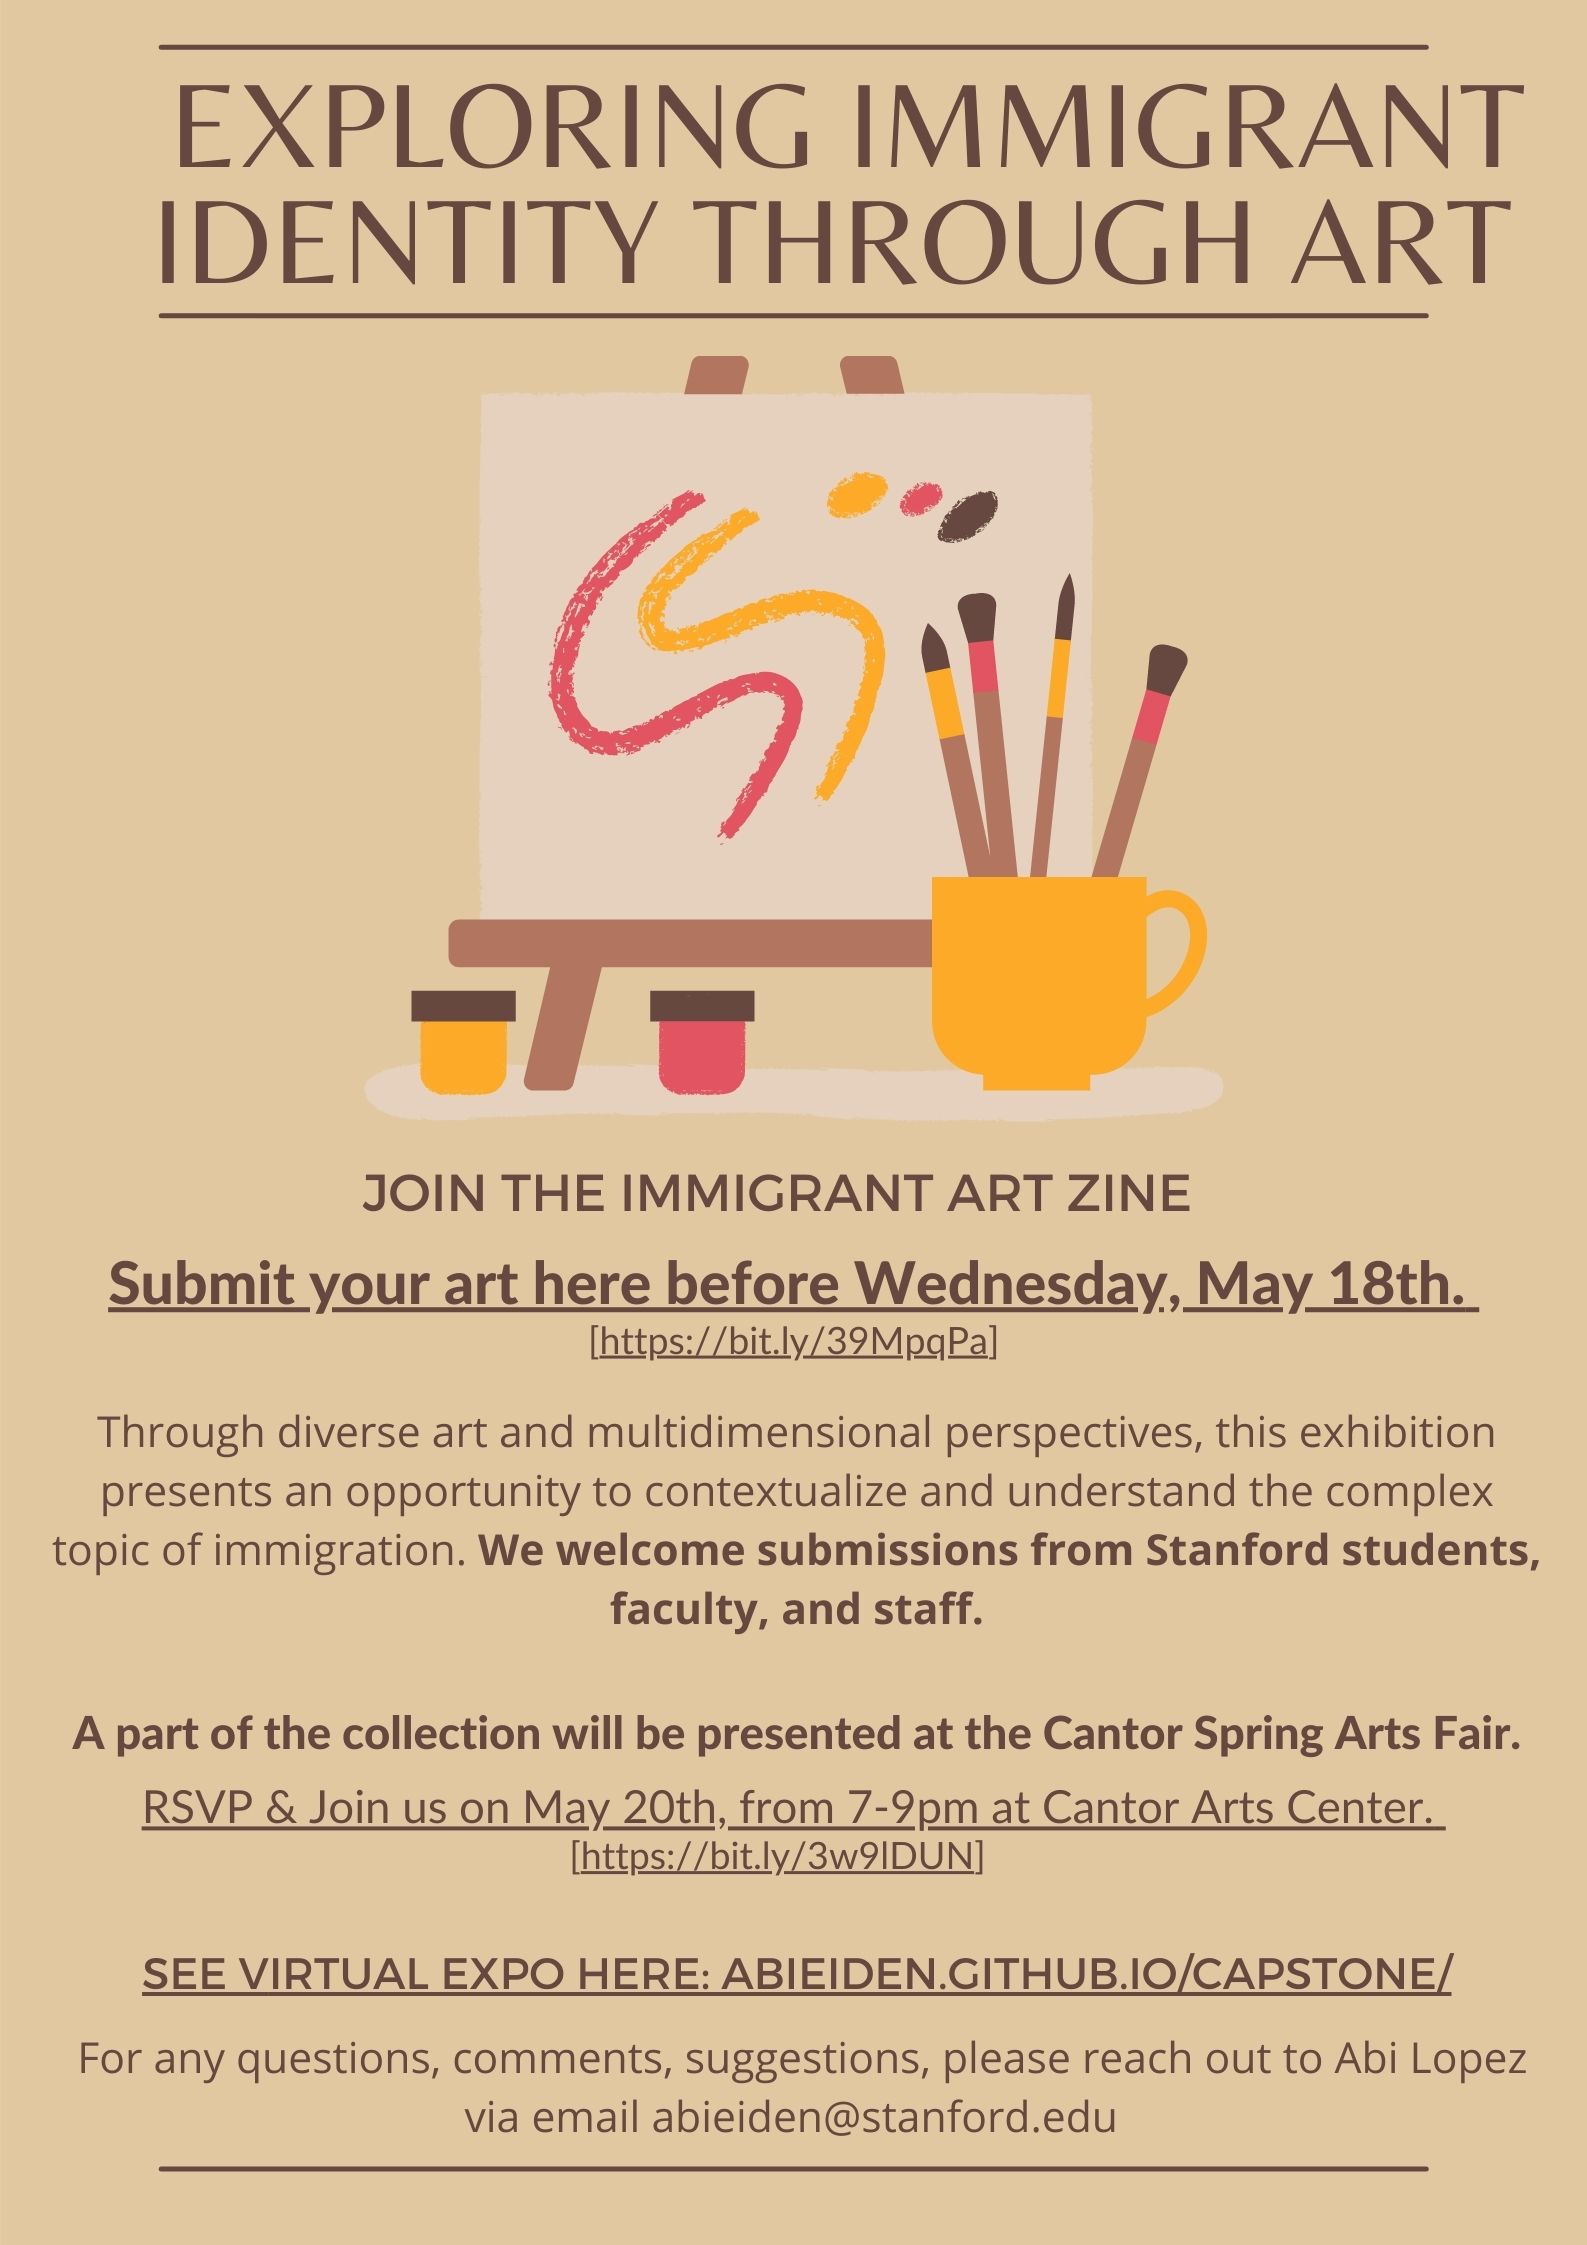 EXPLORING IMMIGRANT
IDENTITY THROUGH ART
JOIN THE IMMIGRANT ART ZINE
Submit your art here before Wednesday, May 18th.
[https://bit.ly/39MpqPa]
Through diverse art and multidimensional perspectives, this exhibition
presents an opportunity to contextualize and understand the complex
topic of immigration. We welcome submissions from Stanford students,
faculty, and staff.
A part of the collection will be presented at the Cantor Spring Arts Fair.
RSVP & Join us on May 20th, from 7-9pm at Cantor Arts Center.
[https://bit.ly/3w9lDUN]
SEE VIRTUAL EXPO HERE: ABIEIDEN.GITHUB.IO/CAPSTONE/
For any questions, comments, suggestions, please reach out to Abi Lopez
via email abieiden@stanford.edu